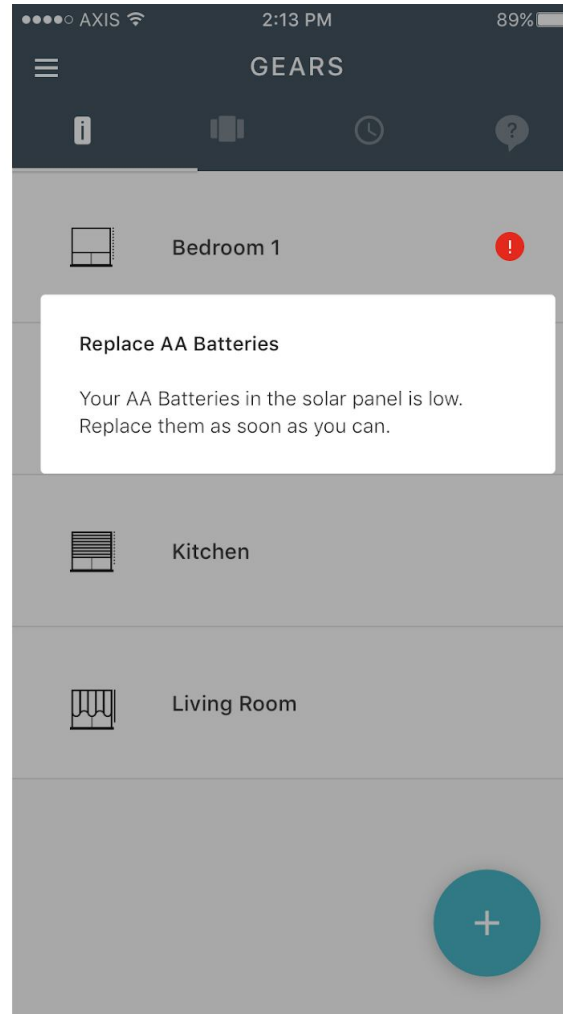 AXIS 2:13 PM 89%
GEARS
i
?
Bedroom 1 !
Replace AA Batteries
Your AA Batteries in the solar panel is low.
Replace them as soon as you can.
Kitchen
Living Room
+